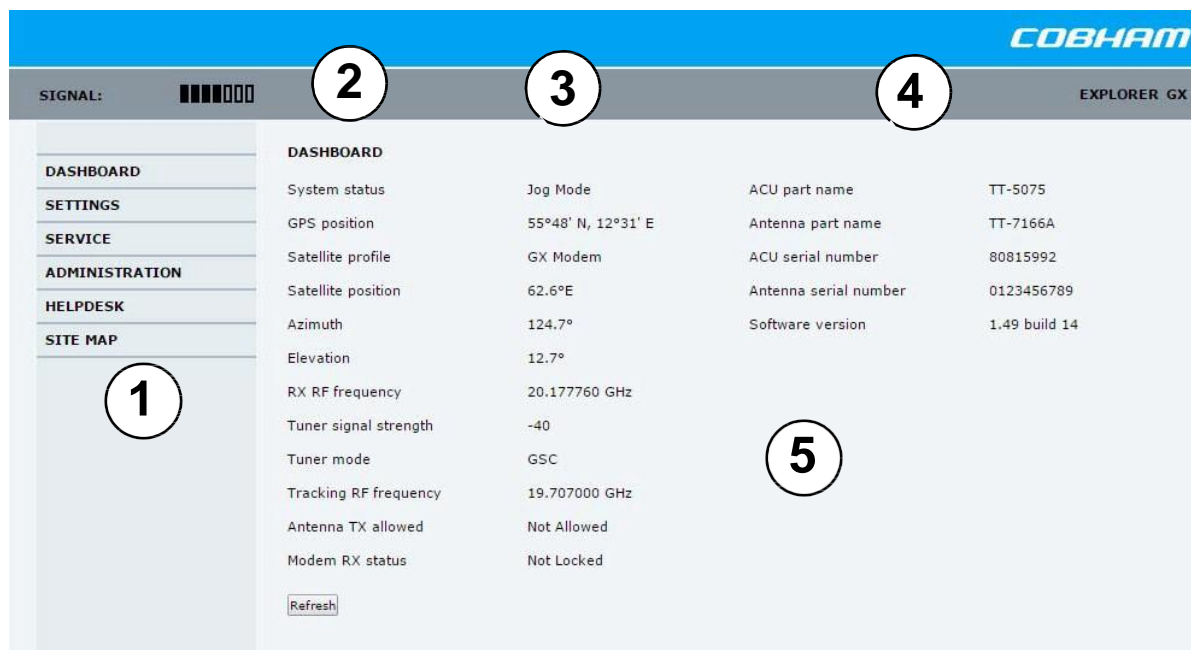 COBHAM
SIGNAL:
2
3
4
EXPLORER GX
DASHBOARD
SETTINGS
SERVICE
ADMINISTRATION
HELPDESK
SITE MAP
1
DASHBOARD
System status Jog Mode ACU part name TT-5075
GPS position 55°48' N, 12°31' E Antenna part name TT-7166A
Satellite profile GX Modem ACU serial number 80815992
Satellite position 62.6°E Antenna serial number 0123456789
Azimuth 124.7° Software version 1.49 build 14
Elevation 12.7°
RX RF frequency 20.177760 GHz
Tuner signal strength -40
Tuner mode GSC
5
Tracking RF frequency 19.707000 GHz
Antenna TX allowed Not Allowed
Modem RX status Not Locked
Refresh